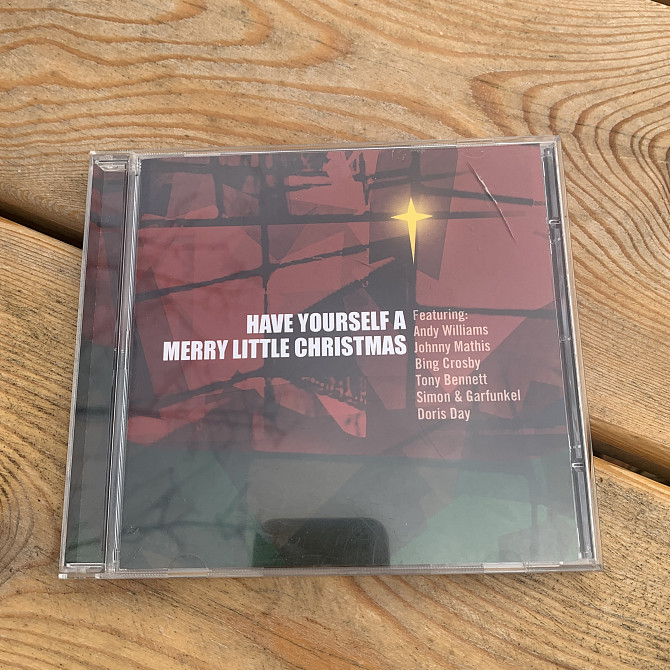 HAVE YOURSELF A
MERRY LITTLE CHRISTMAS
Featuring:
Andy Williams
Johnny Mathis
Bing Crosby
Tony Bennett
Simon & Garfunkel
Doris Day